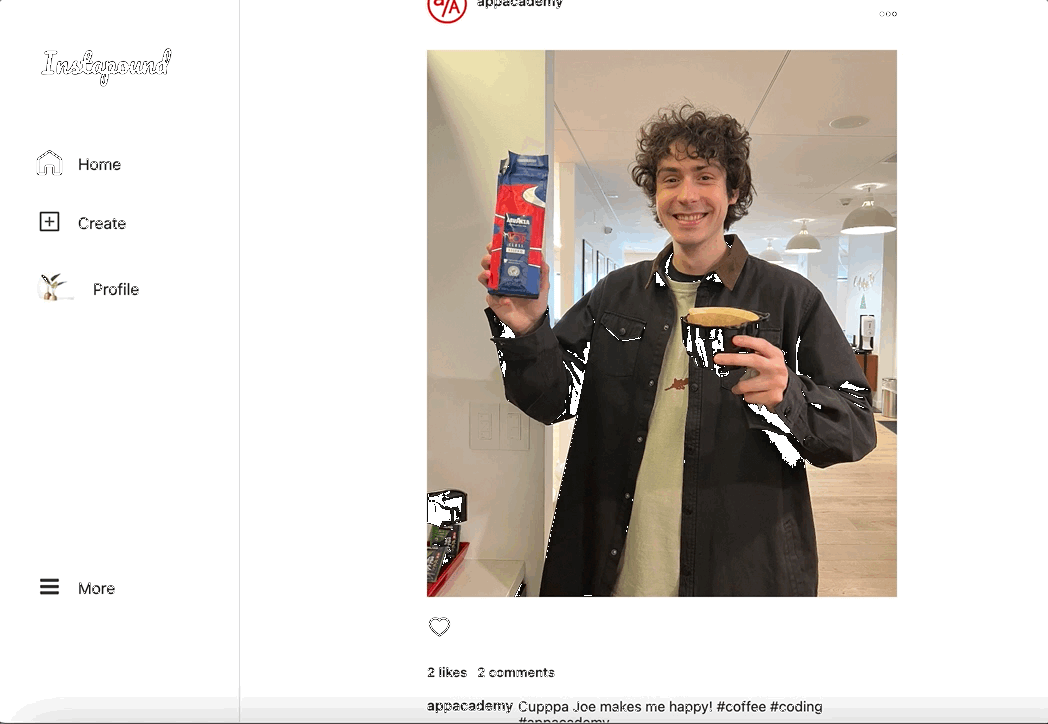 a/A appacademy
Instapound
Home
Create
Profile
LAVAZZA
More
2 likes 2 comments
appacademy Cupppa Joe makes me happy! #coffee #coding
#appacademy